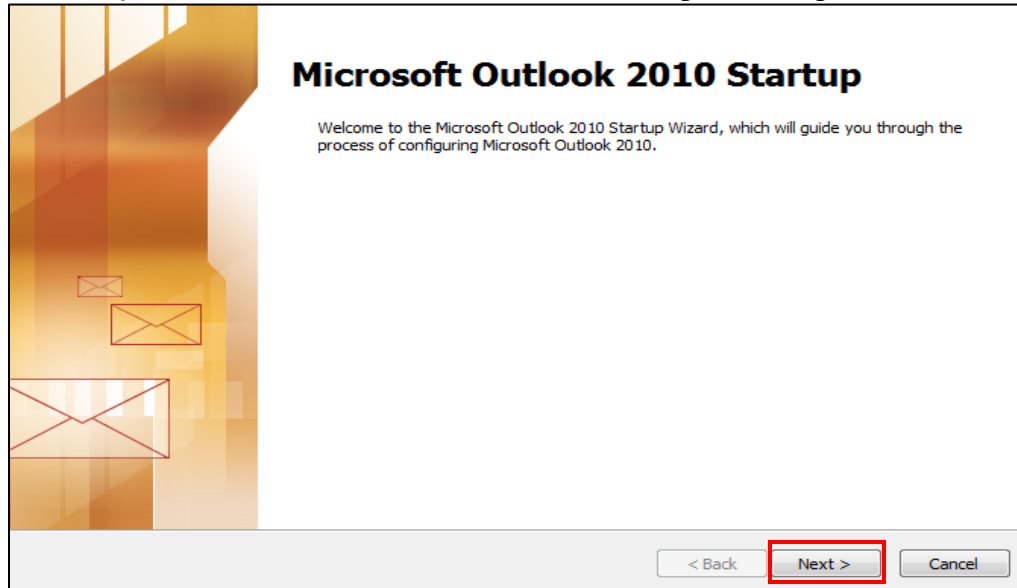 Microsoft Outlook 2010 Startup
Welcome to the Microsoft Outlook 2010 Startup Wizard, which will guide you through the
process of configuring Microsoft Outlook 2010.
< Back Next > Cancel